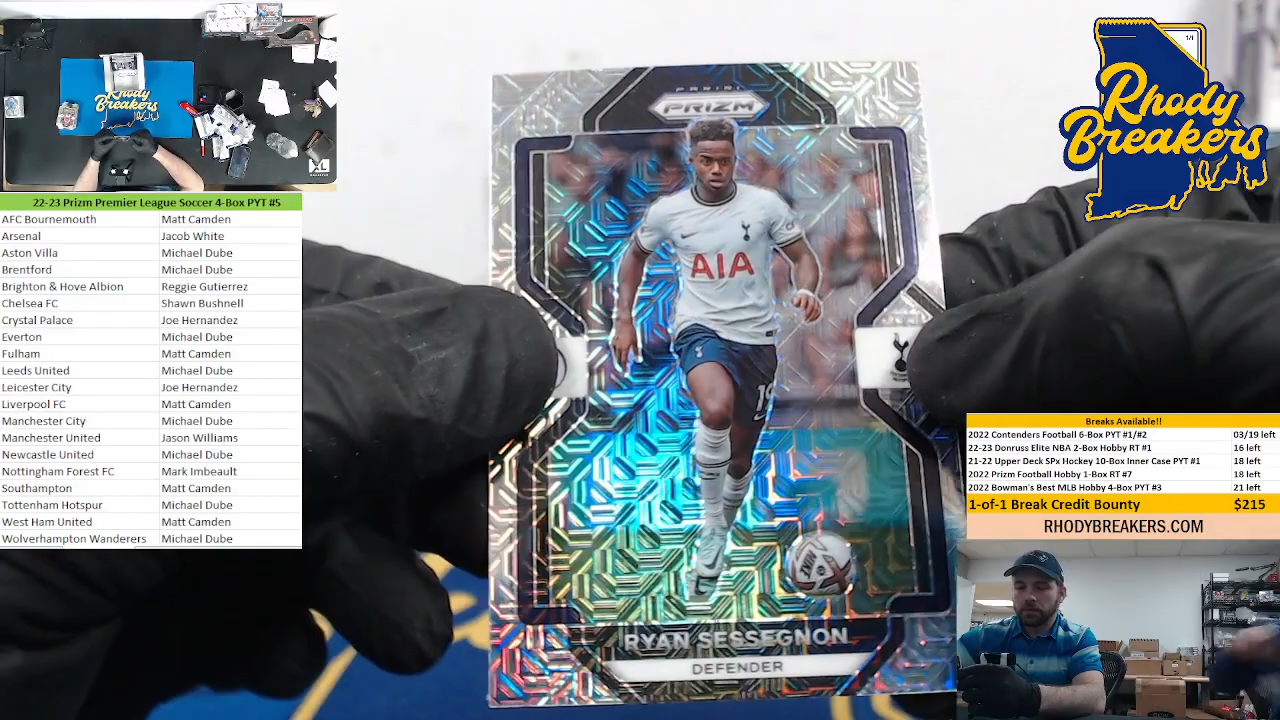 Rhody
Breakers
XL
22-23 Prizm Premier League Soccer 4-Box PYT #5
AFC Bournemouth Matt Camden
Arsenal Jacob White
Aston Villa Michael Dube
Brentford Michael Dube
Brighton & Hove Albion Reggie Gutierrez
Chelsea FC Shawn Bushnell
Crystal Palace Joe Hernandez
Everton Michael Dube
Fulham Matt Camden
Leeds United Michael Dube
Leicester City Joe Hernandez
Liverpool FC Matt Camden
Manchester City Michael Dube
Manchester United Jason Williams
Newcastle United Michael Dube
Nottingham Forest FC Mark Imbeault
Southampton Matt Camden
Tottenham Hotspur Michael Dube
West Ham United Matt Camden
Wolverhampton Wanderers Michael Dube
PANINI
PRIZM
AIA
19
RYAN SESSEGNON
DEFENDER
1/1
Rhody
Breakers
Breaks Available!!
2022 Contenders Football 6-Box PYT #1/#2 03/19 left
22-23 Donruss Elite NBA 2-Box Hobby RT #1 16 left
21-22 Upper Deck SPx Hockey 10-Box Inner Case PYT #1 18 left
2022 Prizm Football Hobby 1-Box RT #7 18 left
2022 Bowman's Best MLB Hobby 4-Box PYT #3 21 left
1-of-1 Break Credit Bounty $215
RHODYBREAKERS.COM